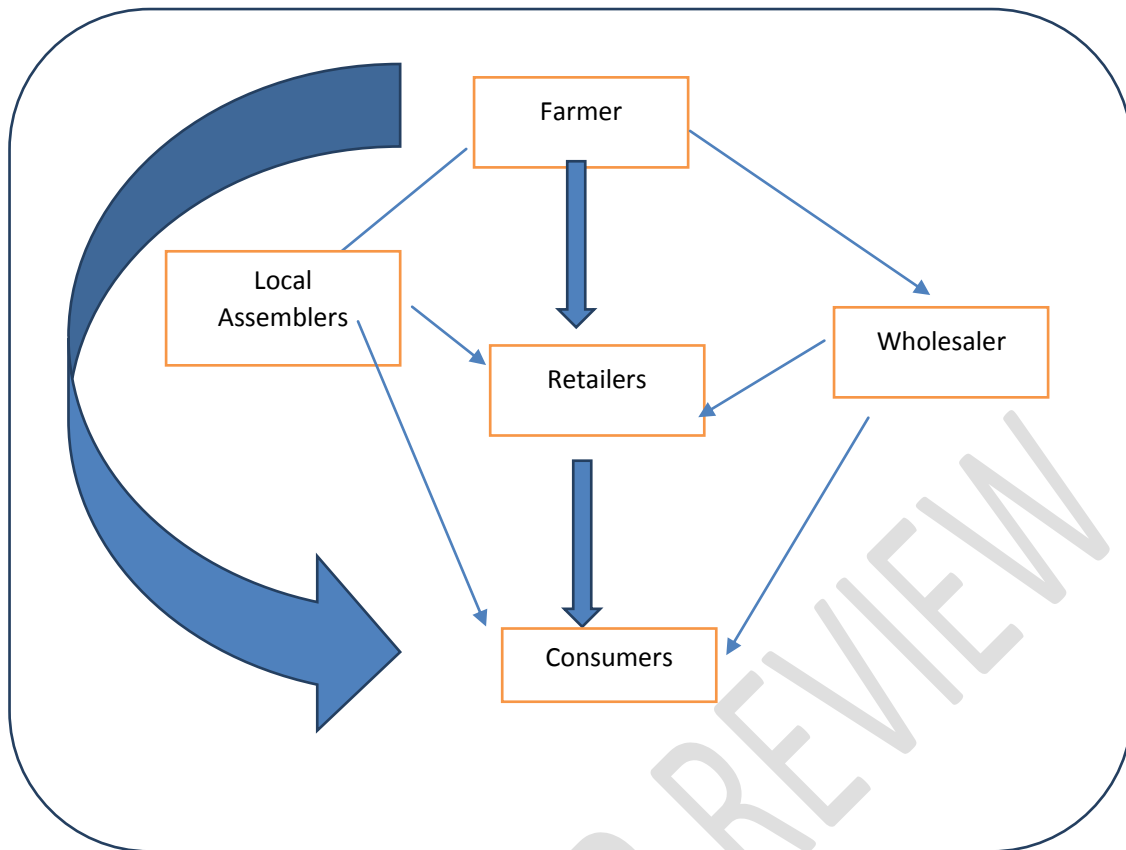 Farmer
Local
Assemblers
Wholesaler
Retailers
Consumers
REVIEW